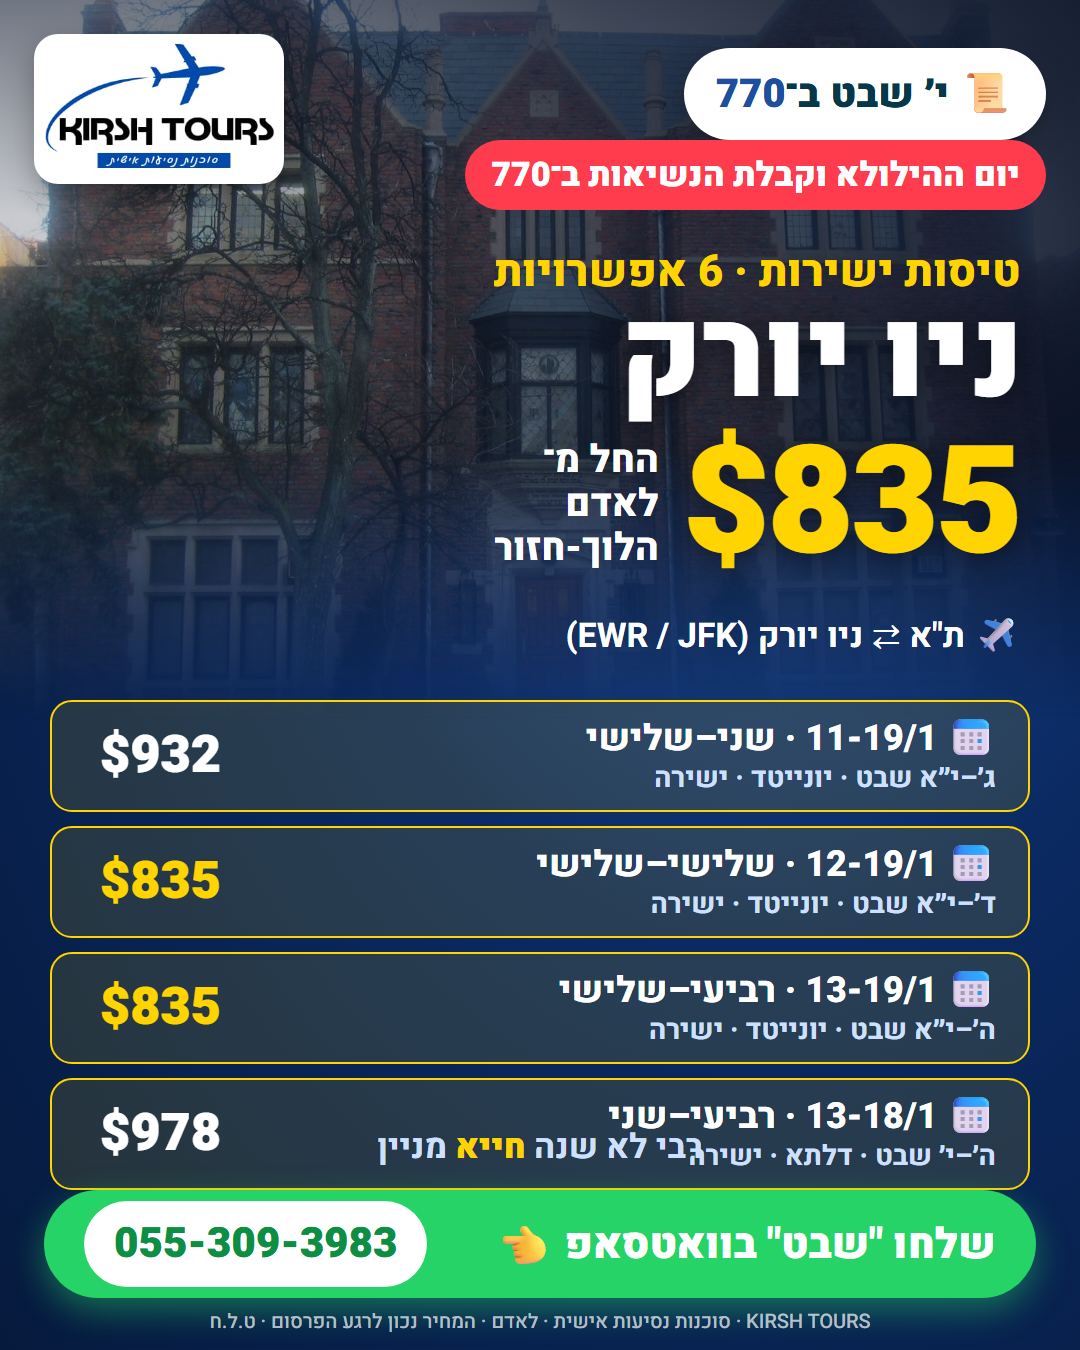 KIRSH TOURS
סוכנות נסיעות אישית
י׳ שבט ב־770
יום ההילולא וקבלת הנשיאות ב־770
טיסות ישירות · 6 אפשרויות
ניו יורק
$835
החל מ־
לאדם
הלוך-חזור
ת"א ⇄ ניו יורק (EWR / JFK)
11-19/1 · שני–שלישי
ג׳–י״א שבט · יונייטד · ישירה
$932
12-19/1 · שלישי–שלישי
ד׳–י״א שבט · יונייטד · ישירה
$835
13-19/1 · רביעי–שלישי
ה׳–י״א שבט · יונייטד · ישירה
$835
13-18/1 · רביעי–שני
ה׳–י׳ שבט · דלתא · ישירה
$978
רבי לא שנה חייא מניין
שלחו "שבט" בוואטסאפ 👈
055-309-3983
KIRSH TOURS · סוכנות נסיעות אישית · לאדם · המחיר נכון לרגע הפרסום · ט.ל.ח